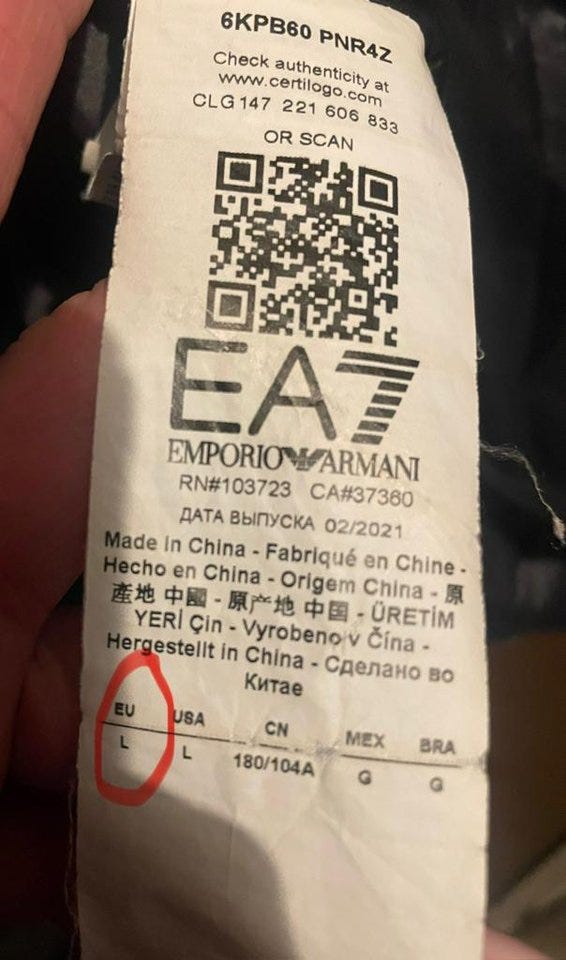 6KPB60 PNR4Z
Check authenticity at
www.certilogo.com
CLG 147 221 606 833
OR SCAN
EA7
EMPORIO ARMANI
RN#103723 CA#37360
ДАТА ВЫПУСКА 02/2021
Made in China - Fabriqué en Chine -
Hecho en China - Origem China - 原
產地 中國 - 原产地 中国 - ÜRETİM
YERİ Çin - Vyrobeno v Čína -
Hergestellt in China - Сделано во
Китае
EU USA CN MEX BRA
L L 180/104A G G